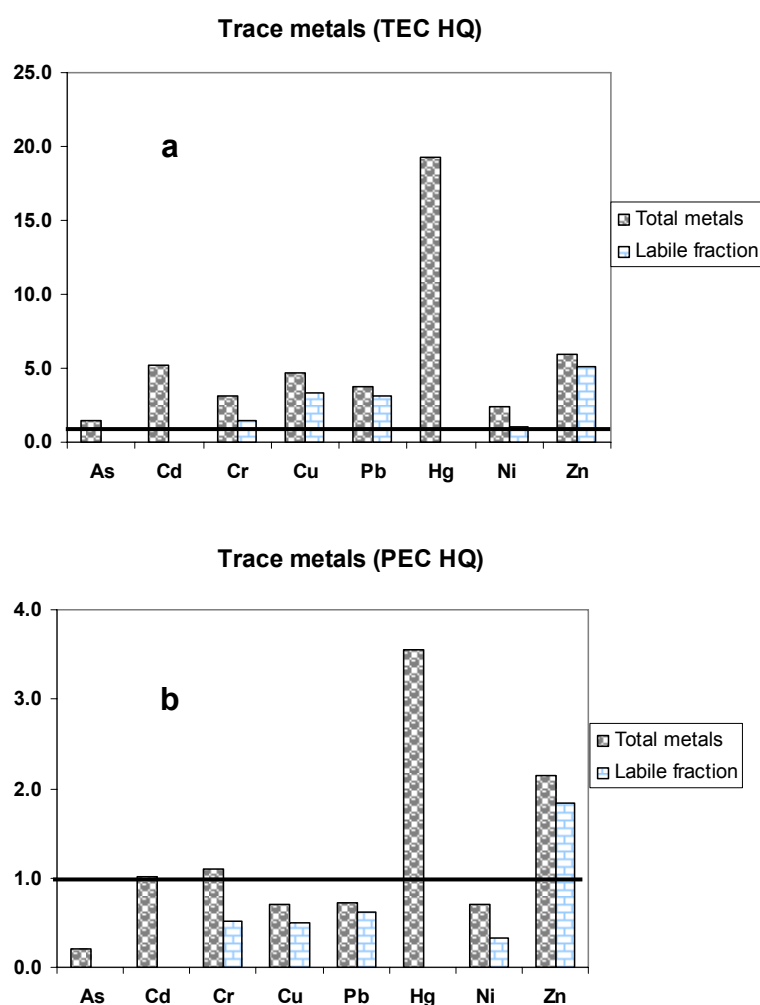 Trace metals (TEC HQ)
25.0
20.0
15.0
10.0
5.0
0.0
a
Total metals
Labile fraction
As Cd Cr Cu Pb Hg Ni Zn
Trace metals (PEC HQ)
4.0
3.0
2.0
1.0
0.0
b
Total metals
Labile fraction
As Cd Cr Cu Pb Hg Ni Zn